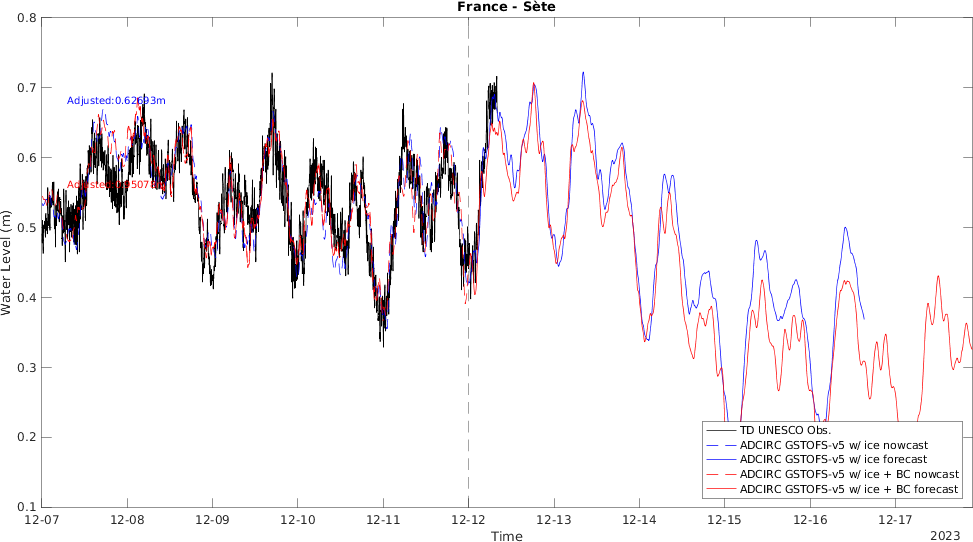 France - Sète
0.8
0.7
0.6
0.5
0.4
0.3
0.2
0.1
Water Level (m)
Adjusted:0.62693m
TD UNESCO Obs.
ADCIRC GSTOFS-v5 w/ ice nowcast
ADCIRC GSTOFS-v5 w/ ice forecast
ADCIRC GSTOFS-v5 w/ ice + BC nowcast
ADCIRC GSTOFS-v5 w/ ice + BC forecast
12-07 12-08 12-09 12-10 12-11 12-12 12-13 12-14 12-15 12-16 12-17
Time
2023